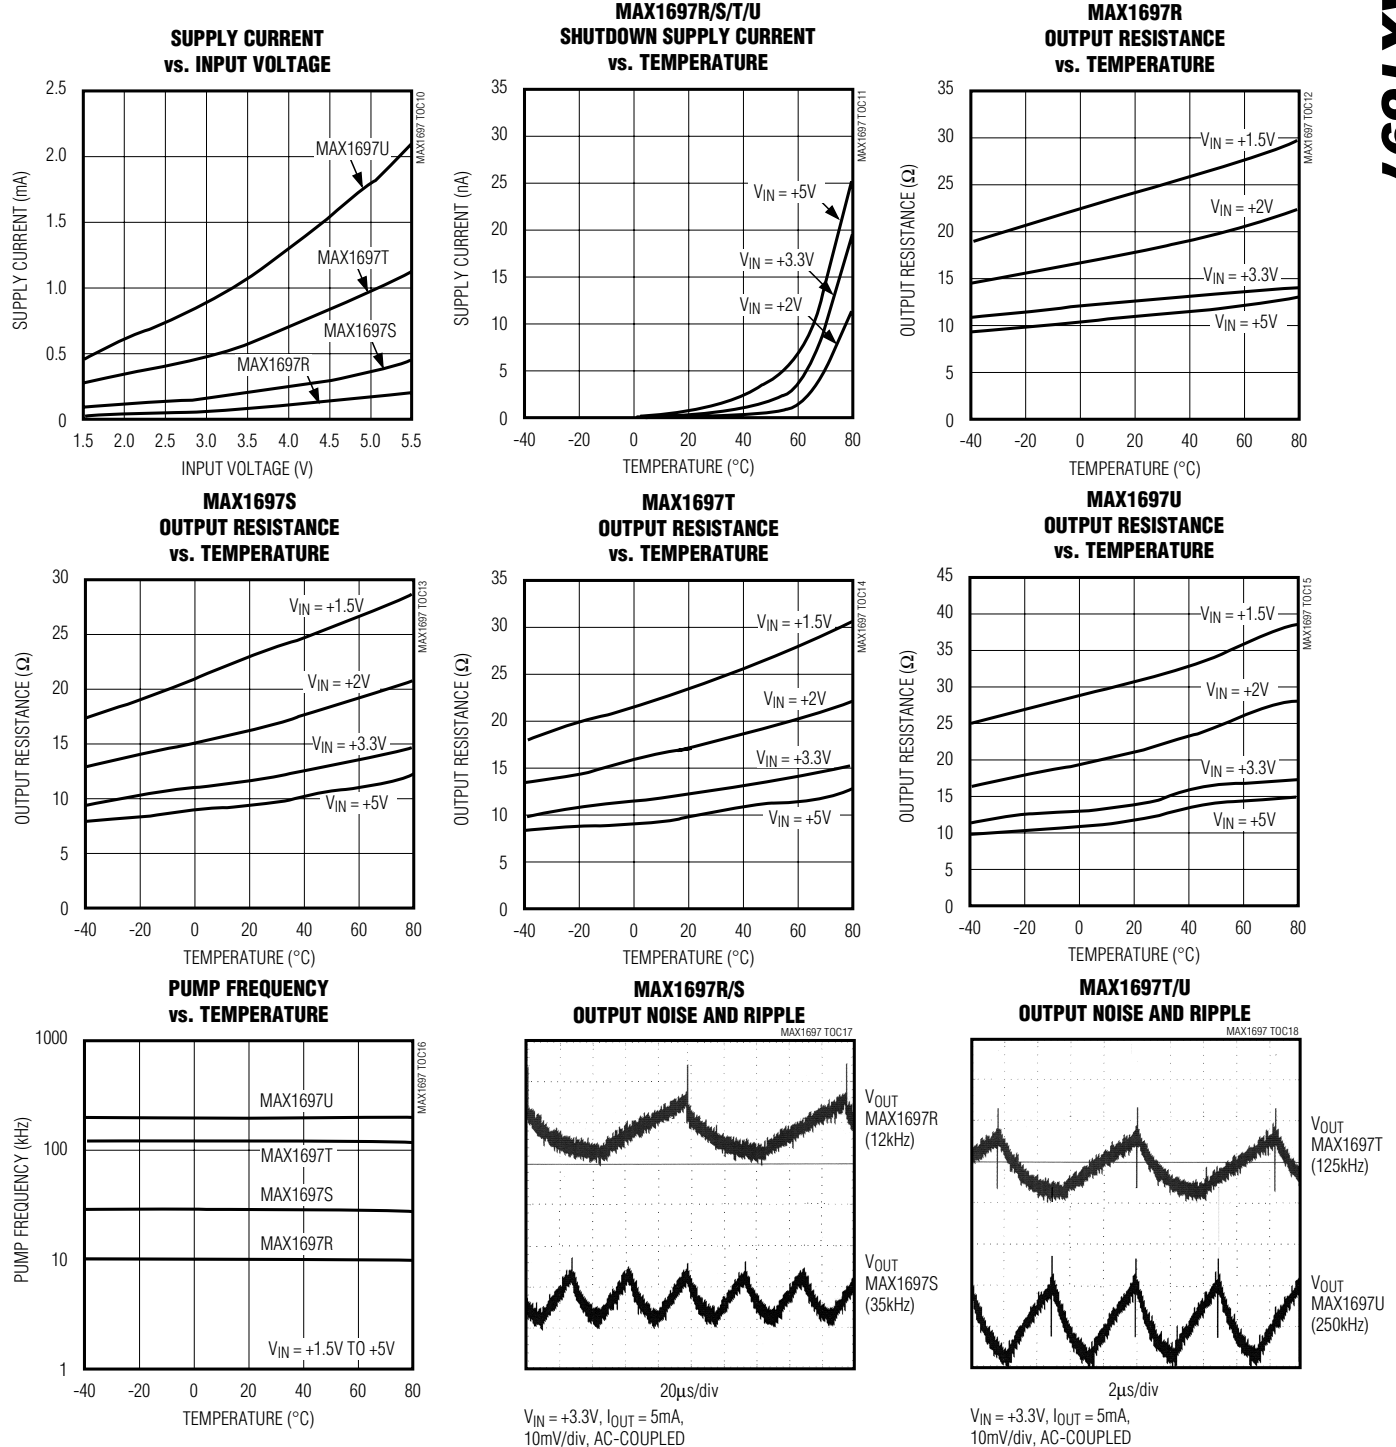 SUPPLY CURRENT
vs. INPUT VOLTAGE
2.5
2.0
1.5
1.0
0.5
0
SUPPLY CURRENT (mA)
MAX1697U
MAX1697T
MAX1697S
MAX1697R
MAX1697 TOC10
1.5 2.0 2.5 3.0 3.5 4.0 4.5 5.0 5.5
INPUT VOLTAGE (V)
MAX1697R/S/T/U
SHUTDOWN SUPPLY CURRENT
vs. TEMPERATURE
35
30
25
20
15
10
5
0
SUPPLY CURRENT (nA)
VIN = +5V
VIN = +3.3V
VIN = +2V
MAX1697 TOC11
-40 -20 0 20 40 60 80
TEMPERATURE (°C)
MAX1697R
OUTPUT RESISTANCE
vs. TEMPERATURE
35
30
25
20
15
10
5
0
OUTPUT RESISTANCE (Ω)
VIN = +1.5V
VIN = +2V
VIN = +3.3V
VIN = +5V
MAX1697 TOC12
-40 -20 0 20 40 60 80
TEMPERATURE (°C)
MAX1697S
OUTPUT RESISTANCE
vs. TEMPERATURE
30
25
20
15
10
5
0
OUTPUT RESISTANCE (Ω)
VIN = +1.5V
VIN = +2V
VIN = +3.3V
VIN = +5V
MAX1697 TOC13
-40 -20 0 20 40 60 80
TEMPERATURE (°C)
MAX1697T
OUTPUT RESISTANCE
vs. TEMPERATURE
35
30
25
20
15
10
5
0
OUTPUT RESISTANCE (Ω)
VIN = +1.5V
VIN = +2V
VIN = +3.3V
VIN = +5V
MAX1697 TOC14
-40 -20 0 20 40 60 80
TEMPERATURE (°C)
MAX1697U
OUTPUT RESISTANCE
vs. TEMPERATURE
45
40
35
30
25
20
15
10
5
0
OUTPUT RESISTANCE (Ω)
VIN = +1.5V
VIN = +2V
VIN = +3.3V
VIN = +5V
MAX1697 TOC15
-40 -20 0 20 40 60 80
TEMPERATURE (°C)
PUMP FREQUENCY
vs. TEMPERATURE
1000
100
10
1
PUMP FREQUENCY (kHz)
MAX1697U
MAX1697T
MAX1697S
MAX1697R
VIN = +1.5V TO +5V
MAX1697 TOC16
-40 -20 0 20 40 60 80
TEMPERATURE (°C)
MAX1697R/S
OUTPUT NOISE AND RIPPLE
MAX1697 TOC17
VOUT
MAX1697R
(12kHz)
VOUT
MAX1697S
(35kHz)
20µs/div
VIN = +3.3V, IOUT = 5mA,
10mV/div, AC-COUPLED
MAX1697T/U
OUTPUT NOISE AND RIPPLE
MAX1697 TOC18
VOUT
MAX1697T
(125kHz)
VOUT
MAX1697U
(250kHz)
2µs/div
VIN = +3.3V, IOUT = 5mA,
10mV/div, AC-COUPLED